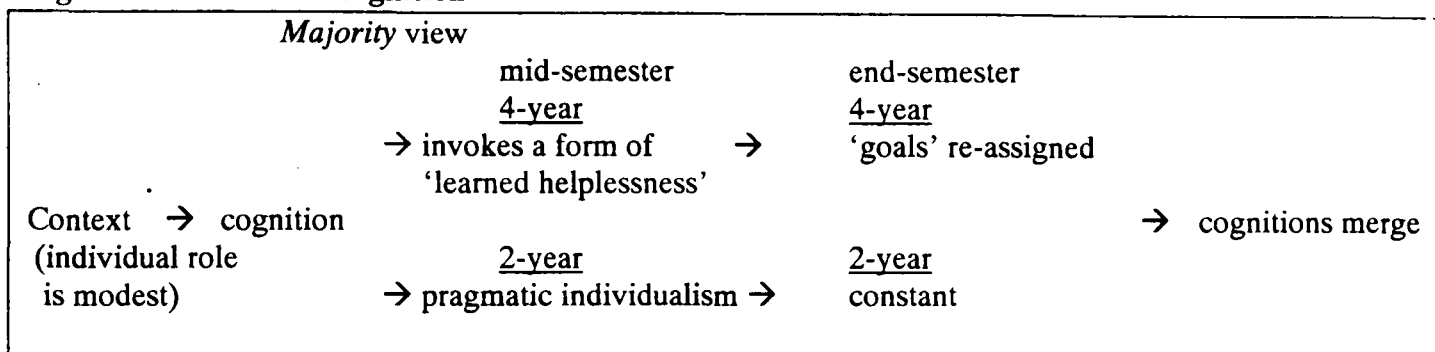 Majority view
mid-semester end-semester
4-year 4-year
→ invokes a form of → 'goals' re-assigned
'learned helplessness'
Context → cognition → cognitions merge
(individual role 2-year 2-year
is modest) → pragmatic individualism → constant